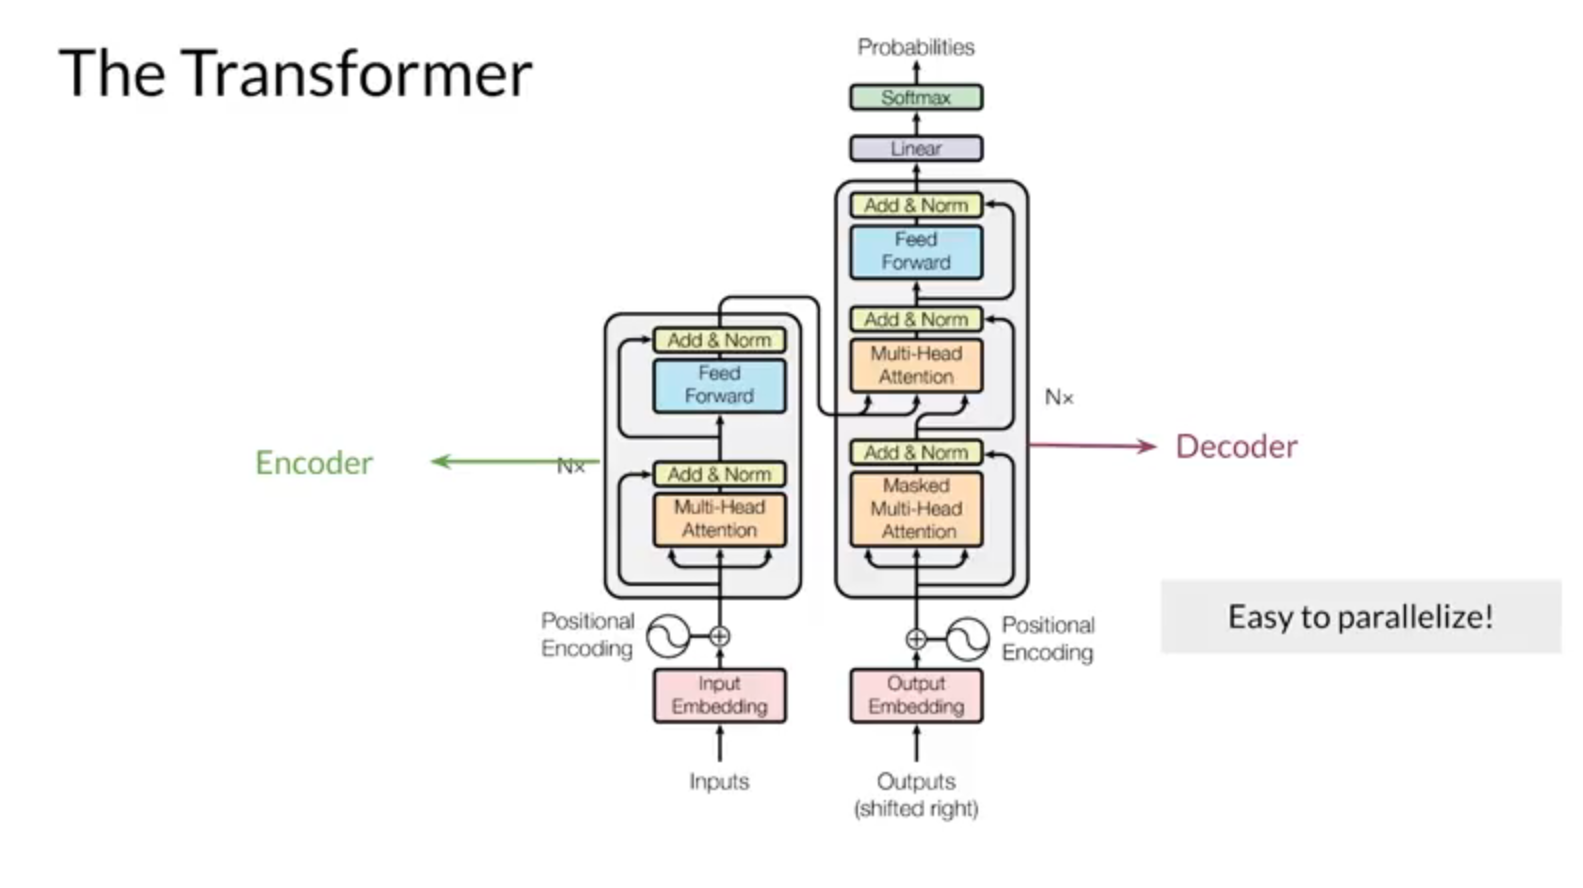 The Transformer
Probabilities
Softmax
Linear
Add & Norm
Feed
Forward
Add & Norm
Multi-Head
Attention
Nx
Add & Norm
Masked
Multi-Head
Attention
Decoder
Add & Norm
Feed
Forward
Encoder
Nx
Add & Norm
Multi-Head
Attention
Positional
Encoding
Positional
Encoding
Easy to parallelize!
Input
Embedding
Output
Embedding
Inputs
Outputs
(shifted right)